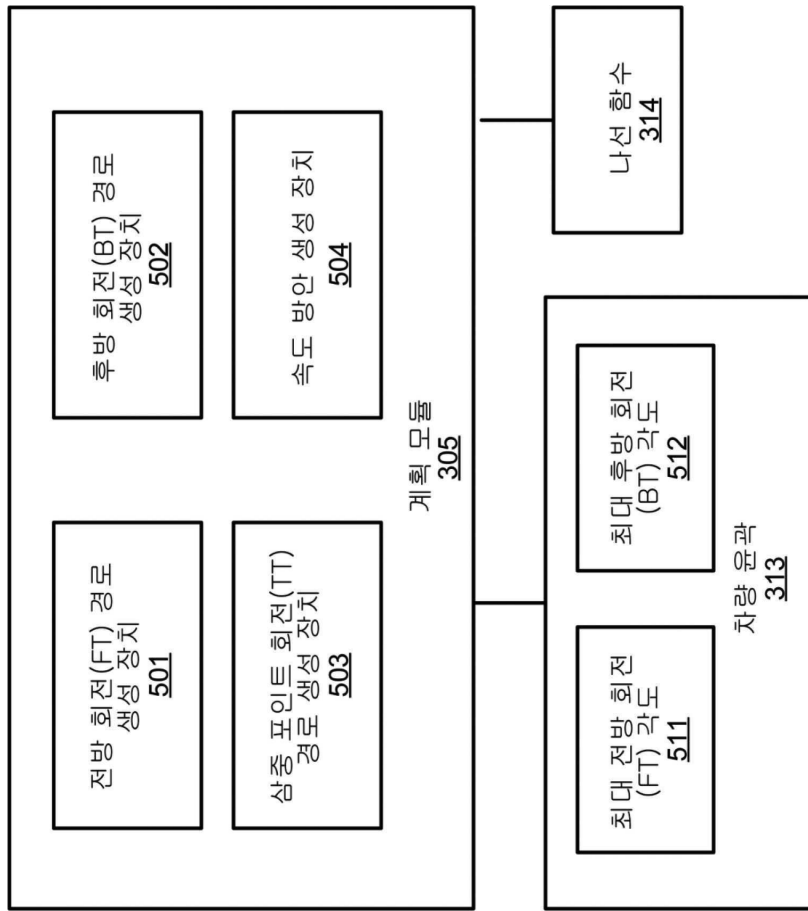 전방 회전(FT) 경로
생성 장치
501
후방 회전(BT) 경로
생성 장치
502
삼중 포인트 회전(TT)
경로 생성 장치
503
속도 방안 생성 장치
504
계획 모듈
305
최대 전방 회전
(FT) 각도
511
최대 후방 회전
(BT) 각도
512
차량 윤곽
313
나선 함수
314